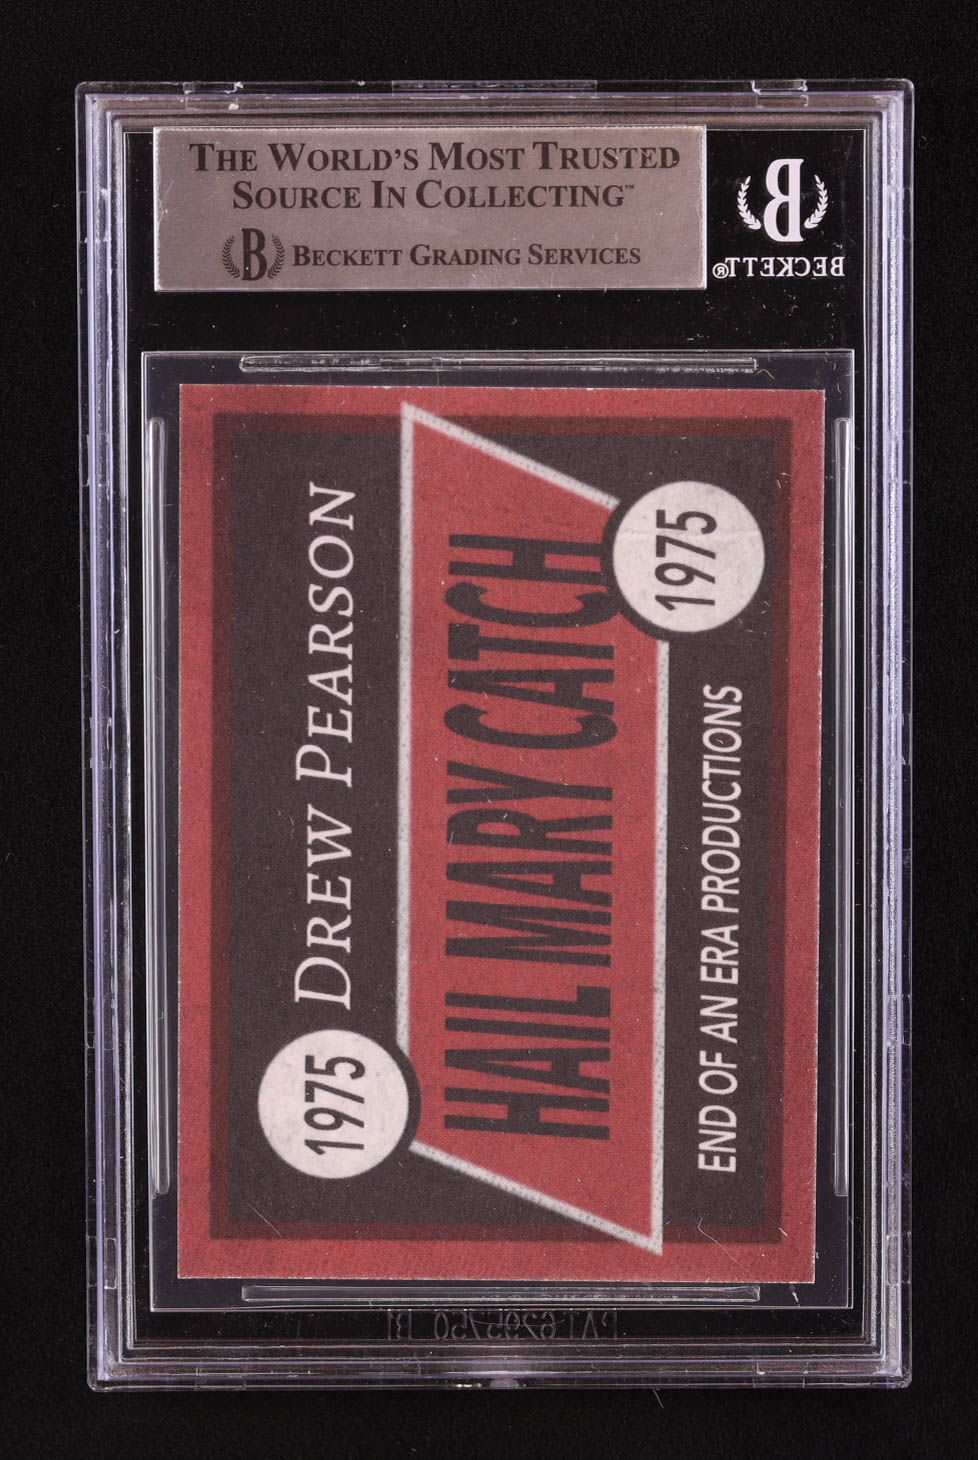 THE WORLD'S MOST TRUSTED
SOURCE IN COLLECTING™
B BECKETT GRADING SERVICES
B
BECKETT®
1975 DREW PEARSON
HAIL MARY CATCH
1975
END OF AN ERA PRODUCTIONS